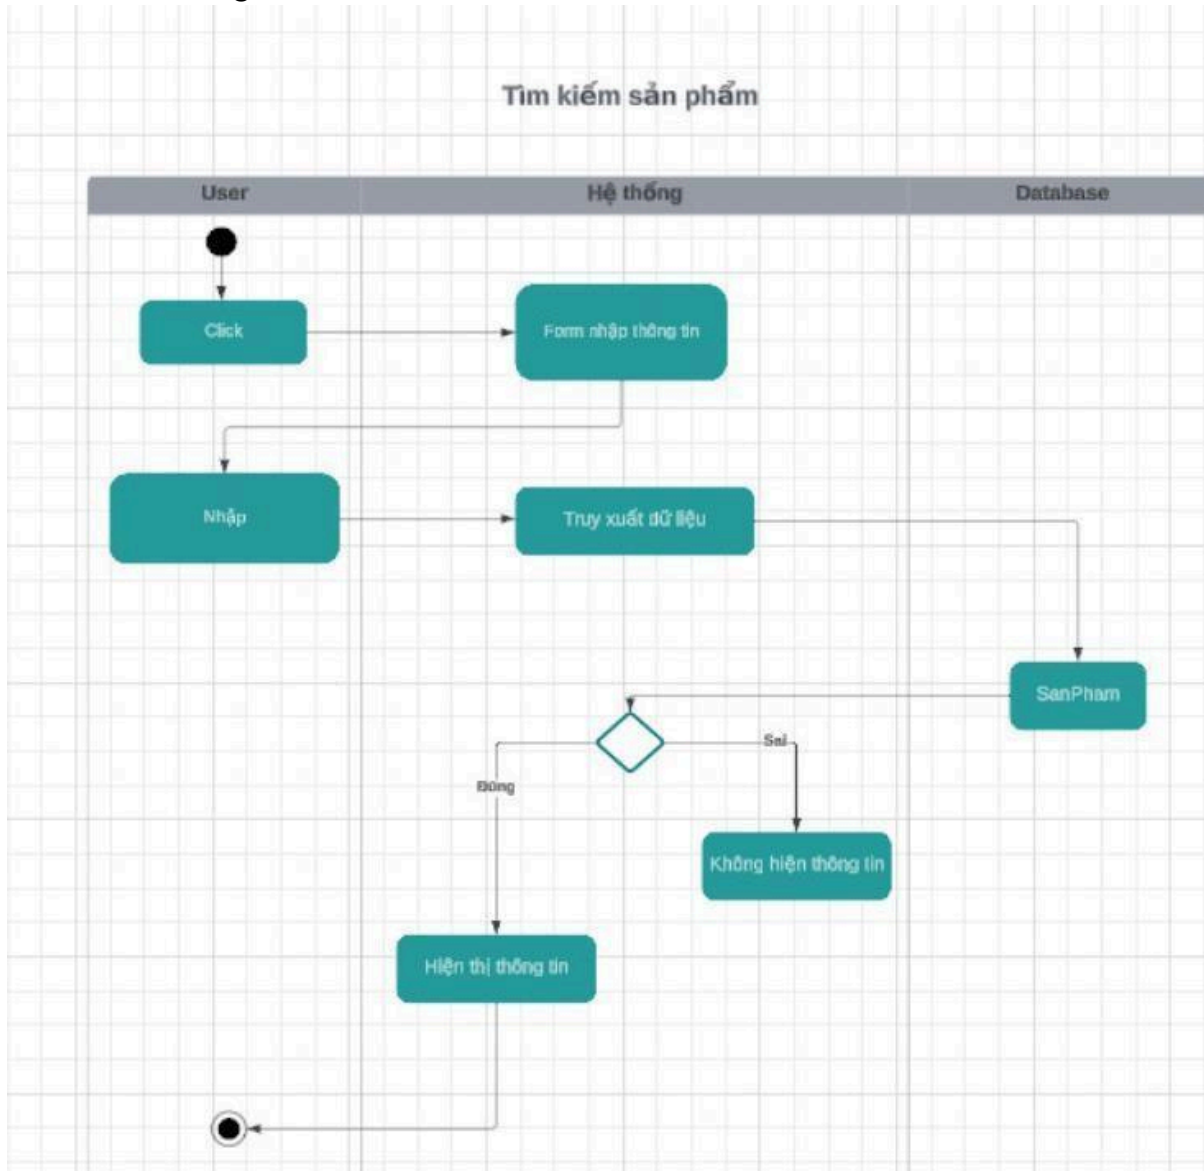 Tìm kiếm sản phẩm
User
Hệ thống
Database
Click
Form nhập thông tin
Nhập
Truy xuất dữ liệu
SanPham
Sai
Đúng
Không hiện thông tin
Hiện thị thông tin